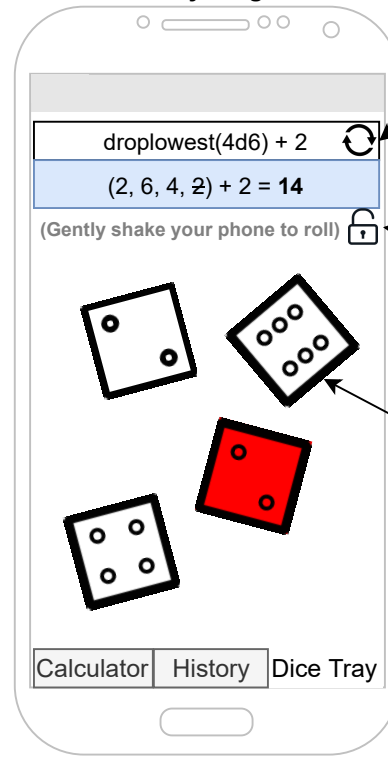 droplowest(4d6) + 2
(2, 6, 4, 2) + 2 = 14
(Gently shake your phone to roll)
Calculator History Dice Tray